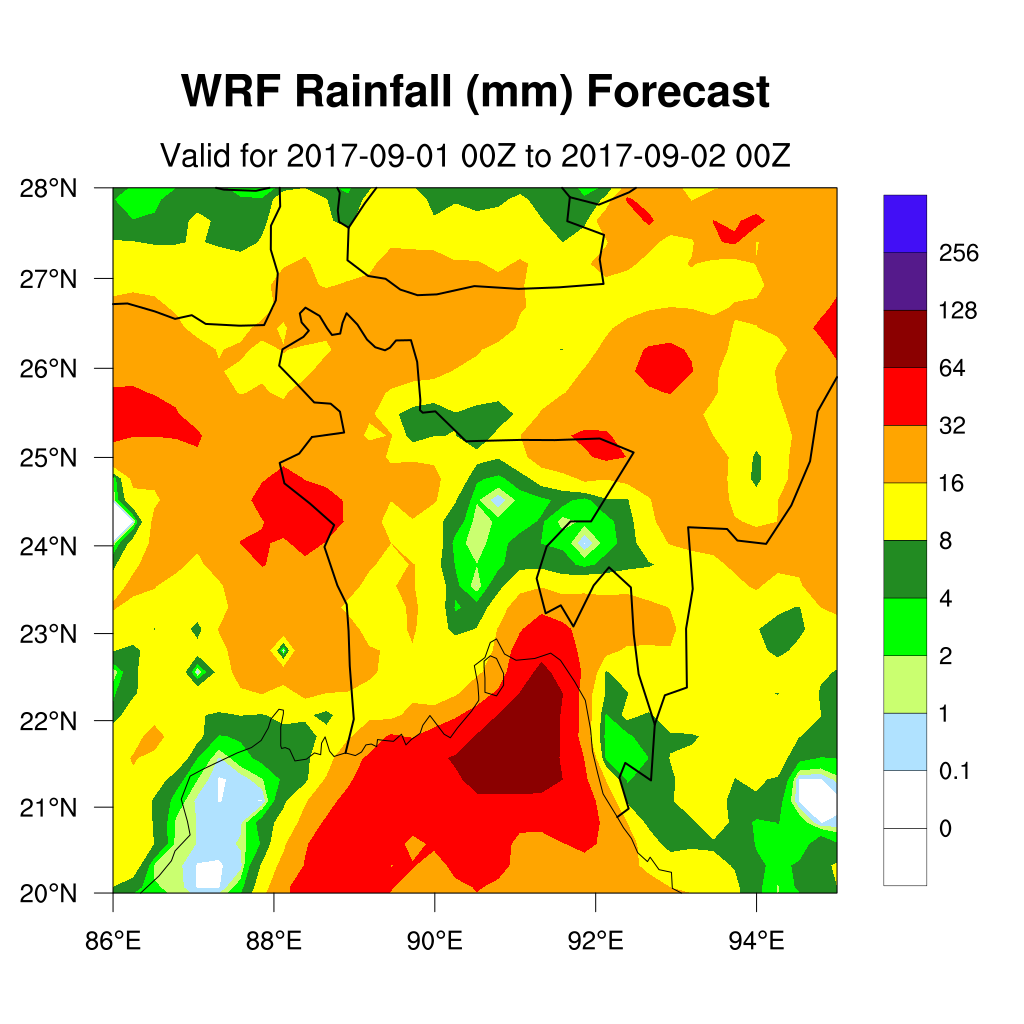 WRF Rainfall (mm) Forecast
Valid for 2017-09-01 00Z to 2017-09-02 00Z
28°N
27°N
26°N
25°N
24°N
23°N
22°N
21°N
20°N
86°E 88°E 90°E 92°E 94°E
256
128
64
32
16
8
4
2
1
0.1
0